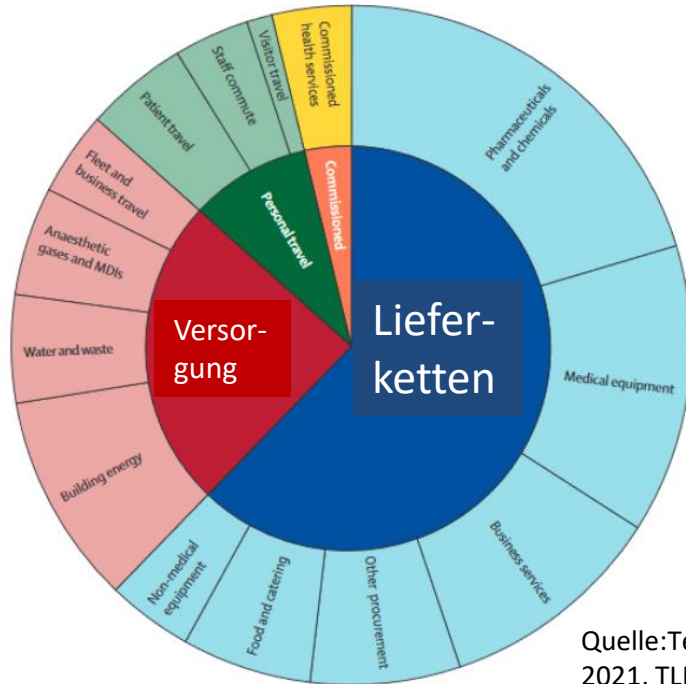 Commissioned
health services
Visitor travel
Staff commute
Patient travel
Fleet and
business travel
Anaesthetic
gases and MDIs
Water and waste
Building energy
Non-medical
equipment
Food and catering
Other procurement
Business services
Medical equipment
Pharmaceuticals
and chemicals
Commissioned
Personal travel
Versor-
gung
Liefer-
ketten
Quelle:
2021.